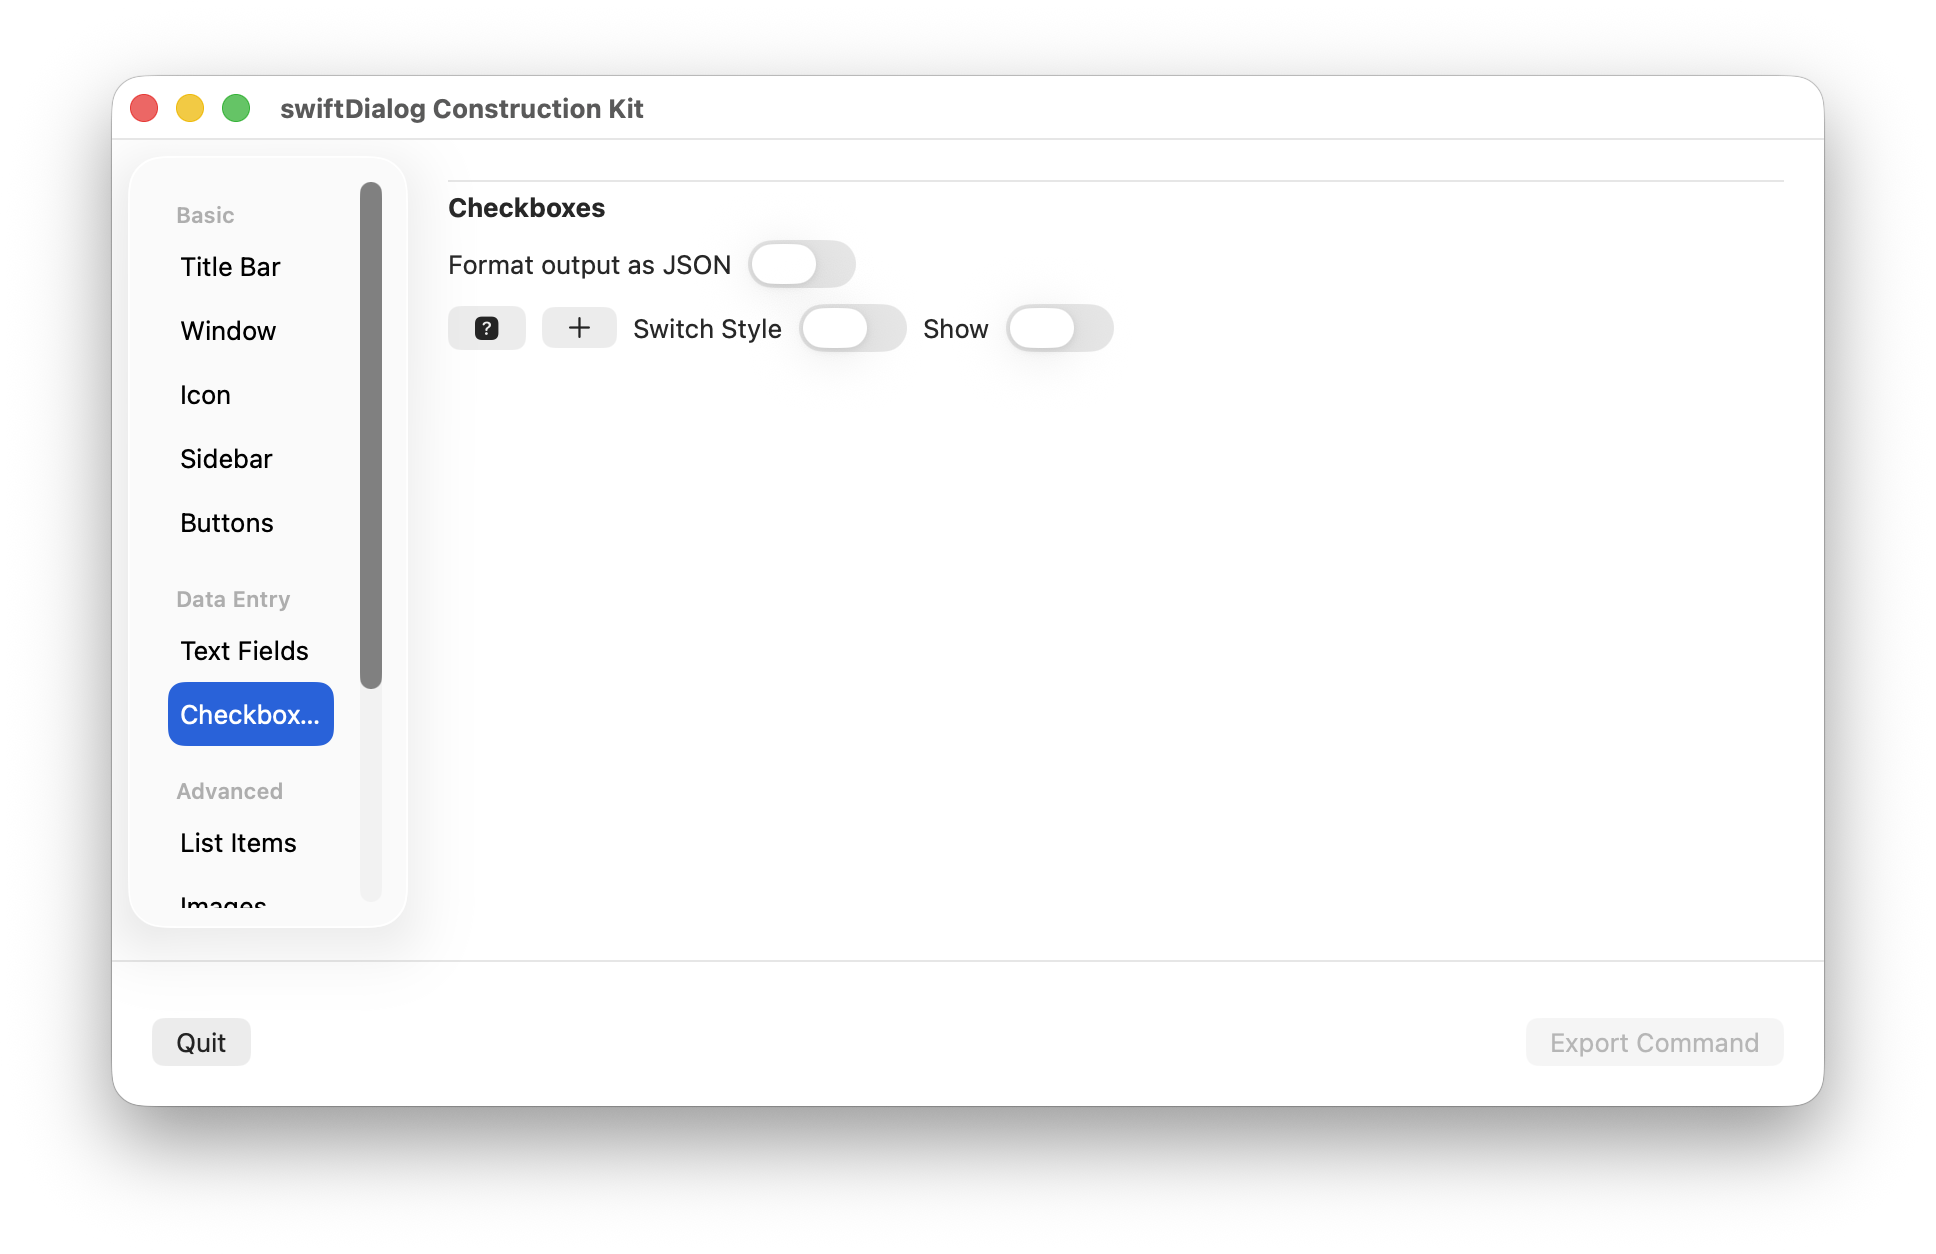 swiftDialog Construction Kit
Basic
Title Bar
Window
Icon
Sidebar
Buttons
Data Entry
Text Fields
Checkbox...
Advanced
List Items
Images
Checkboxes
Format output as JSON
? + Switch Style Show
Quit
Export Command